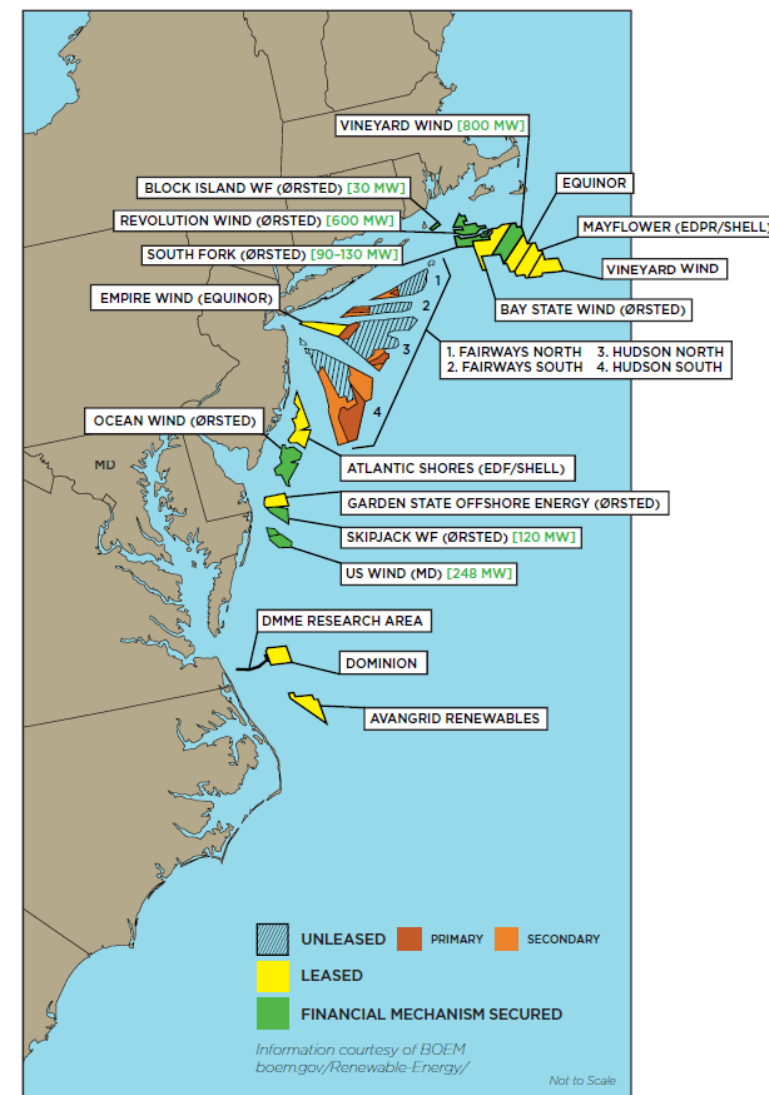 VINEYARD WIND [800 MW]
BLOCK ISLAND WF (ØRSTED) [30 MW]
EQUINOR
REVOLUTION WIND (ØRSTED) [600 MW]
MAYFLOWER (EDPR/SHELL)
SOUTH FORK (ØRSTED) [90–130 MW]
VINEYARD WIND
EMPIRE WIND (EQUINOR)
BAY STATE WIND (ØRSTED)
1
2
3
4
1. FAIRWAYS NORTH 3. HUDSON NORTH
2. FAIRWAYS SOUTH 4. HUDSON SOUTH
OCEAN WIND (ØRSTED)
MD
ATLANTIC SHORES (EDF/SHELL)
GARDEN STATE OFFSHORE ENERGY (ØRSTED)
SKIPJACK WF (ØRSTED) [120 MW]
US WIND (MD) [248 MW]
DMME RESEARCH AREA
DOMINION
AVANGRID RENEWABLES
UNLEASED PRIMARY SECONDARY
LEASED
FINANCIAL MECHANISM SECURED
Information courtesy of BOEM
boem.gov/Renewable-Energy/
Not to Scale